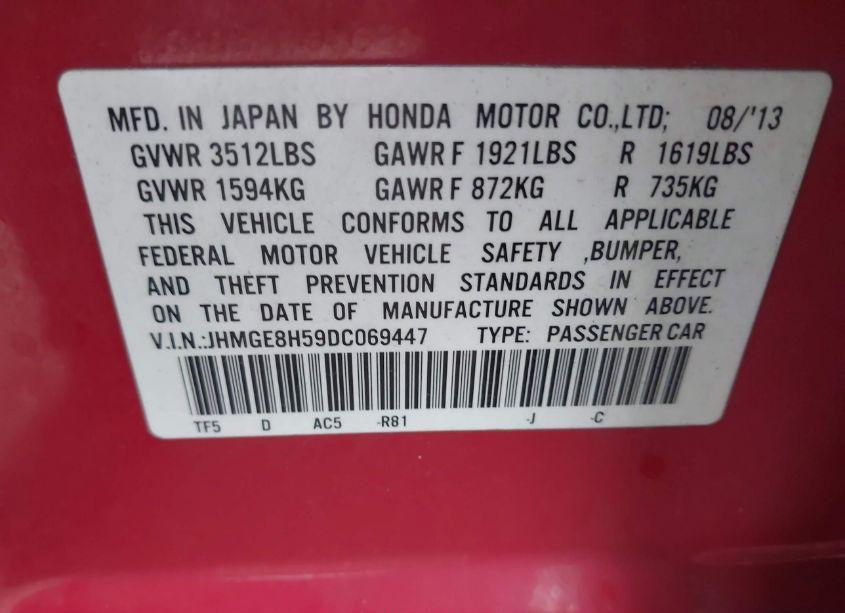 MFD. IN JAPAN BY HONDA MOTOR CO.,LTD; 08/'13
GVWR 3512LBS GAWR F 1921LBS R 1619LBS
GVWR 1594KG GAWR F 872KG R 735KG
THIS VEHICLE CONFORMS TO ALL APPLICABLE
FEDERAL MOTOR VEHICLE SAFETY ,BUMPER,
AND THEFT PREVENTION STANDARDS IN EFFECT
ON THE DATE OF MANUFACTURE SHOWN ABOVE.
V.I.N.:JHMGE8H59DC069447 TYPE: PASSENGER CAR
TF5 D AC5 -R81 -J -C